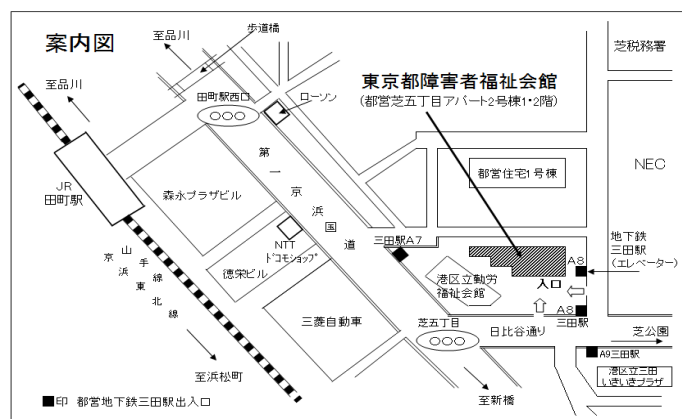 案内図
至品川
歩道橋
至品川
田町駅西口
ローソン
東京都障害者福祉会館
(都営芝五丁目アパート2号棟1・2階)
芝税務署
NEC
JR
田町駅
森永プラザビル
第一京浜国道
都営住宅1号棟
地下鉄
三田駅
(エレベーター)
三田駅A7
A8
入口
NTT
ドコモショップ
徳栄ビル
港区立勤労
福祉会館
山手線
京浜東北線
三菱自動車
芝五丁目
日比谷通り
A8
三田駅
芝公園
A9三田駅
港区立三田
いきいきプラザ
至浜松町
至新橋
■印 都営地下鉄三田駅出入口